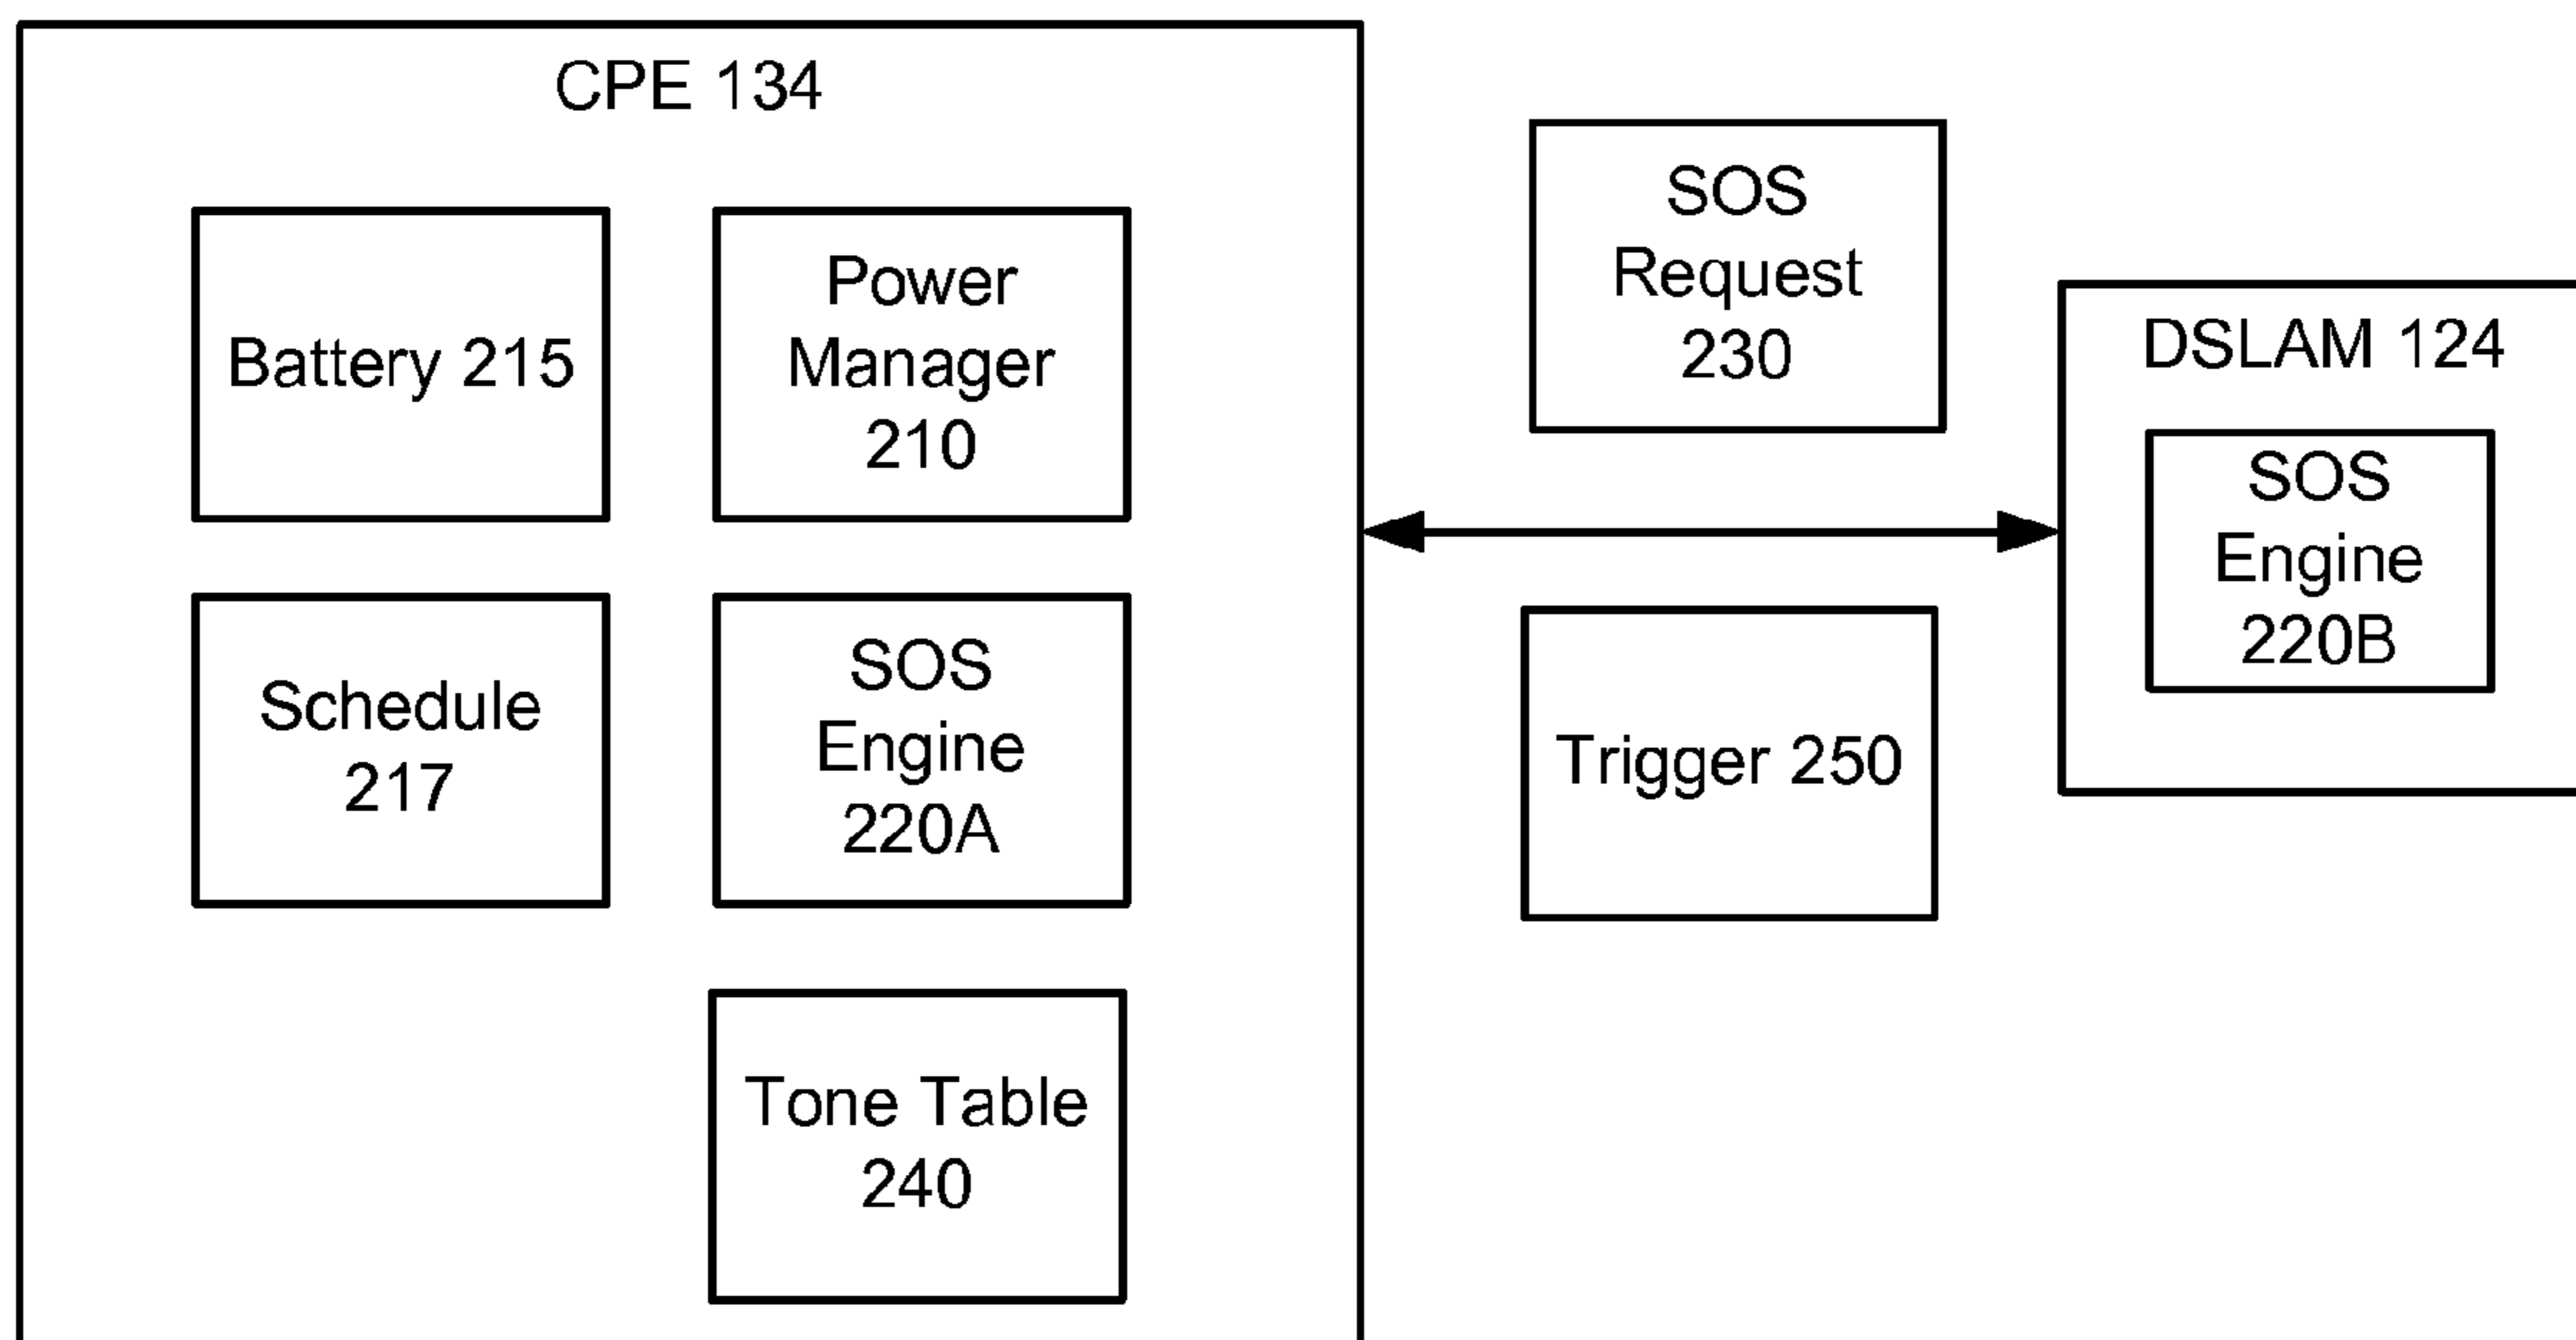 CPE 134
Battery 215
Power
Manager
210
Schedule
217
SOS
Engine
220A
Tone Table
240
SOS
Request
230
Trigger 250
DSLAM 124
SOS
Engine
220B